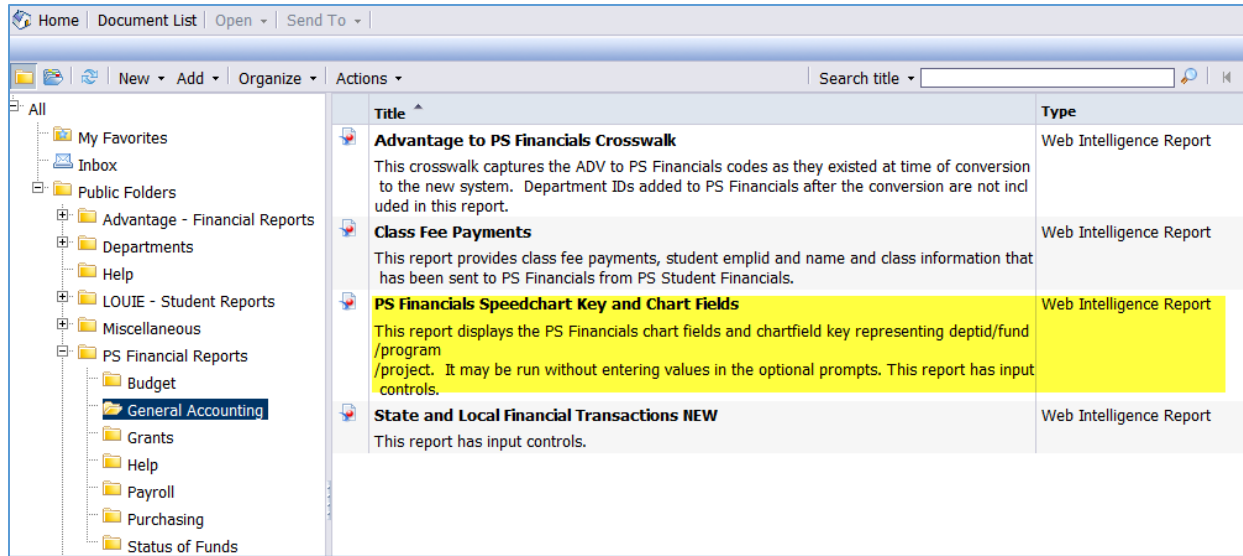 Home Document List Open Send To
New Add Organize Actions Search title
All
My Favorites
Inbox
Public Folders
Advantage - Financial Reports
Departments
Help
LOUIE - Student Reports
Miscellaneous
PS Financial Reports
Budget
General Accounting
Grants
Help
Payroll
Purchasing
Status of Funds
Title Type
Advantage to PS Financials Crosswalk Web Intelligence Report
This crosswalk captures the ADV to PS Financials codes as they existed at time of conversion
to the new system. Department IDs added to PS Financials after the conversion are not incl
uded in this report.
Class Fee Payments Web Intelligence Report
This report provides class fee payments, student emplid and name and class information that
has been sent to PS Financials from PS Student Financials.
PS Financials Speedchart Key and Chart Fields Web Intelligence Report
This report displays the PS Financials chart fields and chartfield key representing deptid/fund
/program
/project. It may be run without entering values in the optional prompts. This report has input
controls.
State and Local Financial Transactions NEW Web Intelligence Report
This report has input controls.